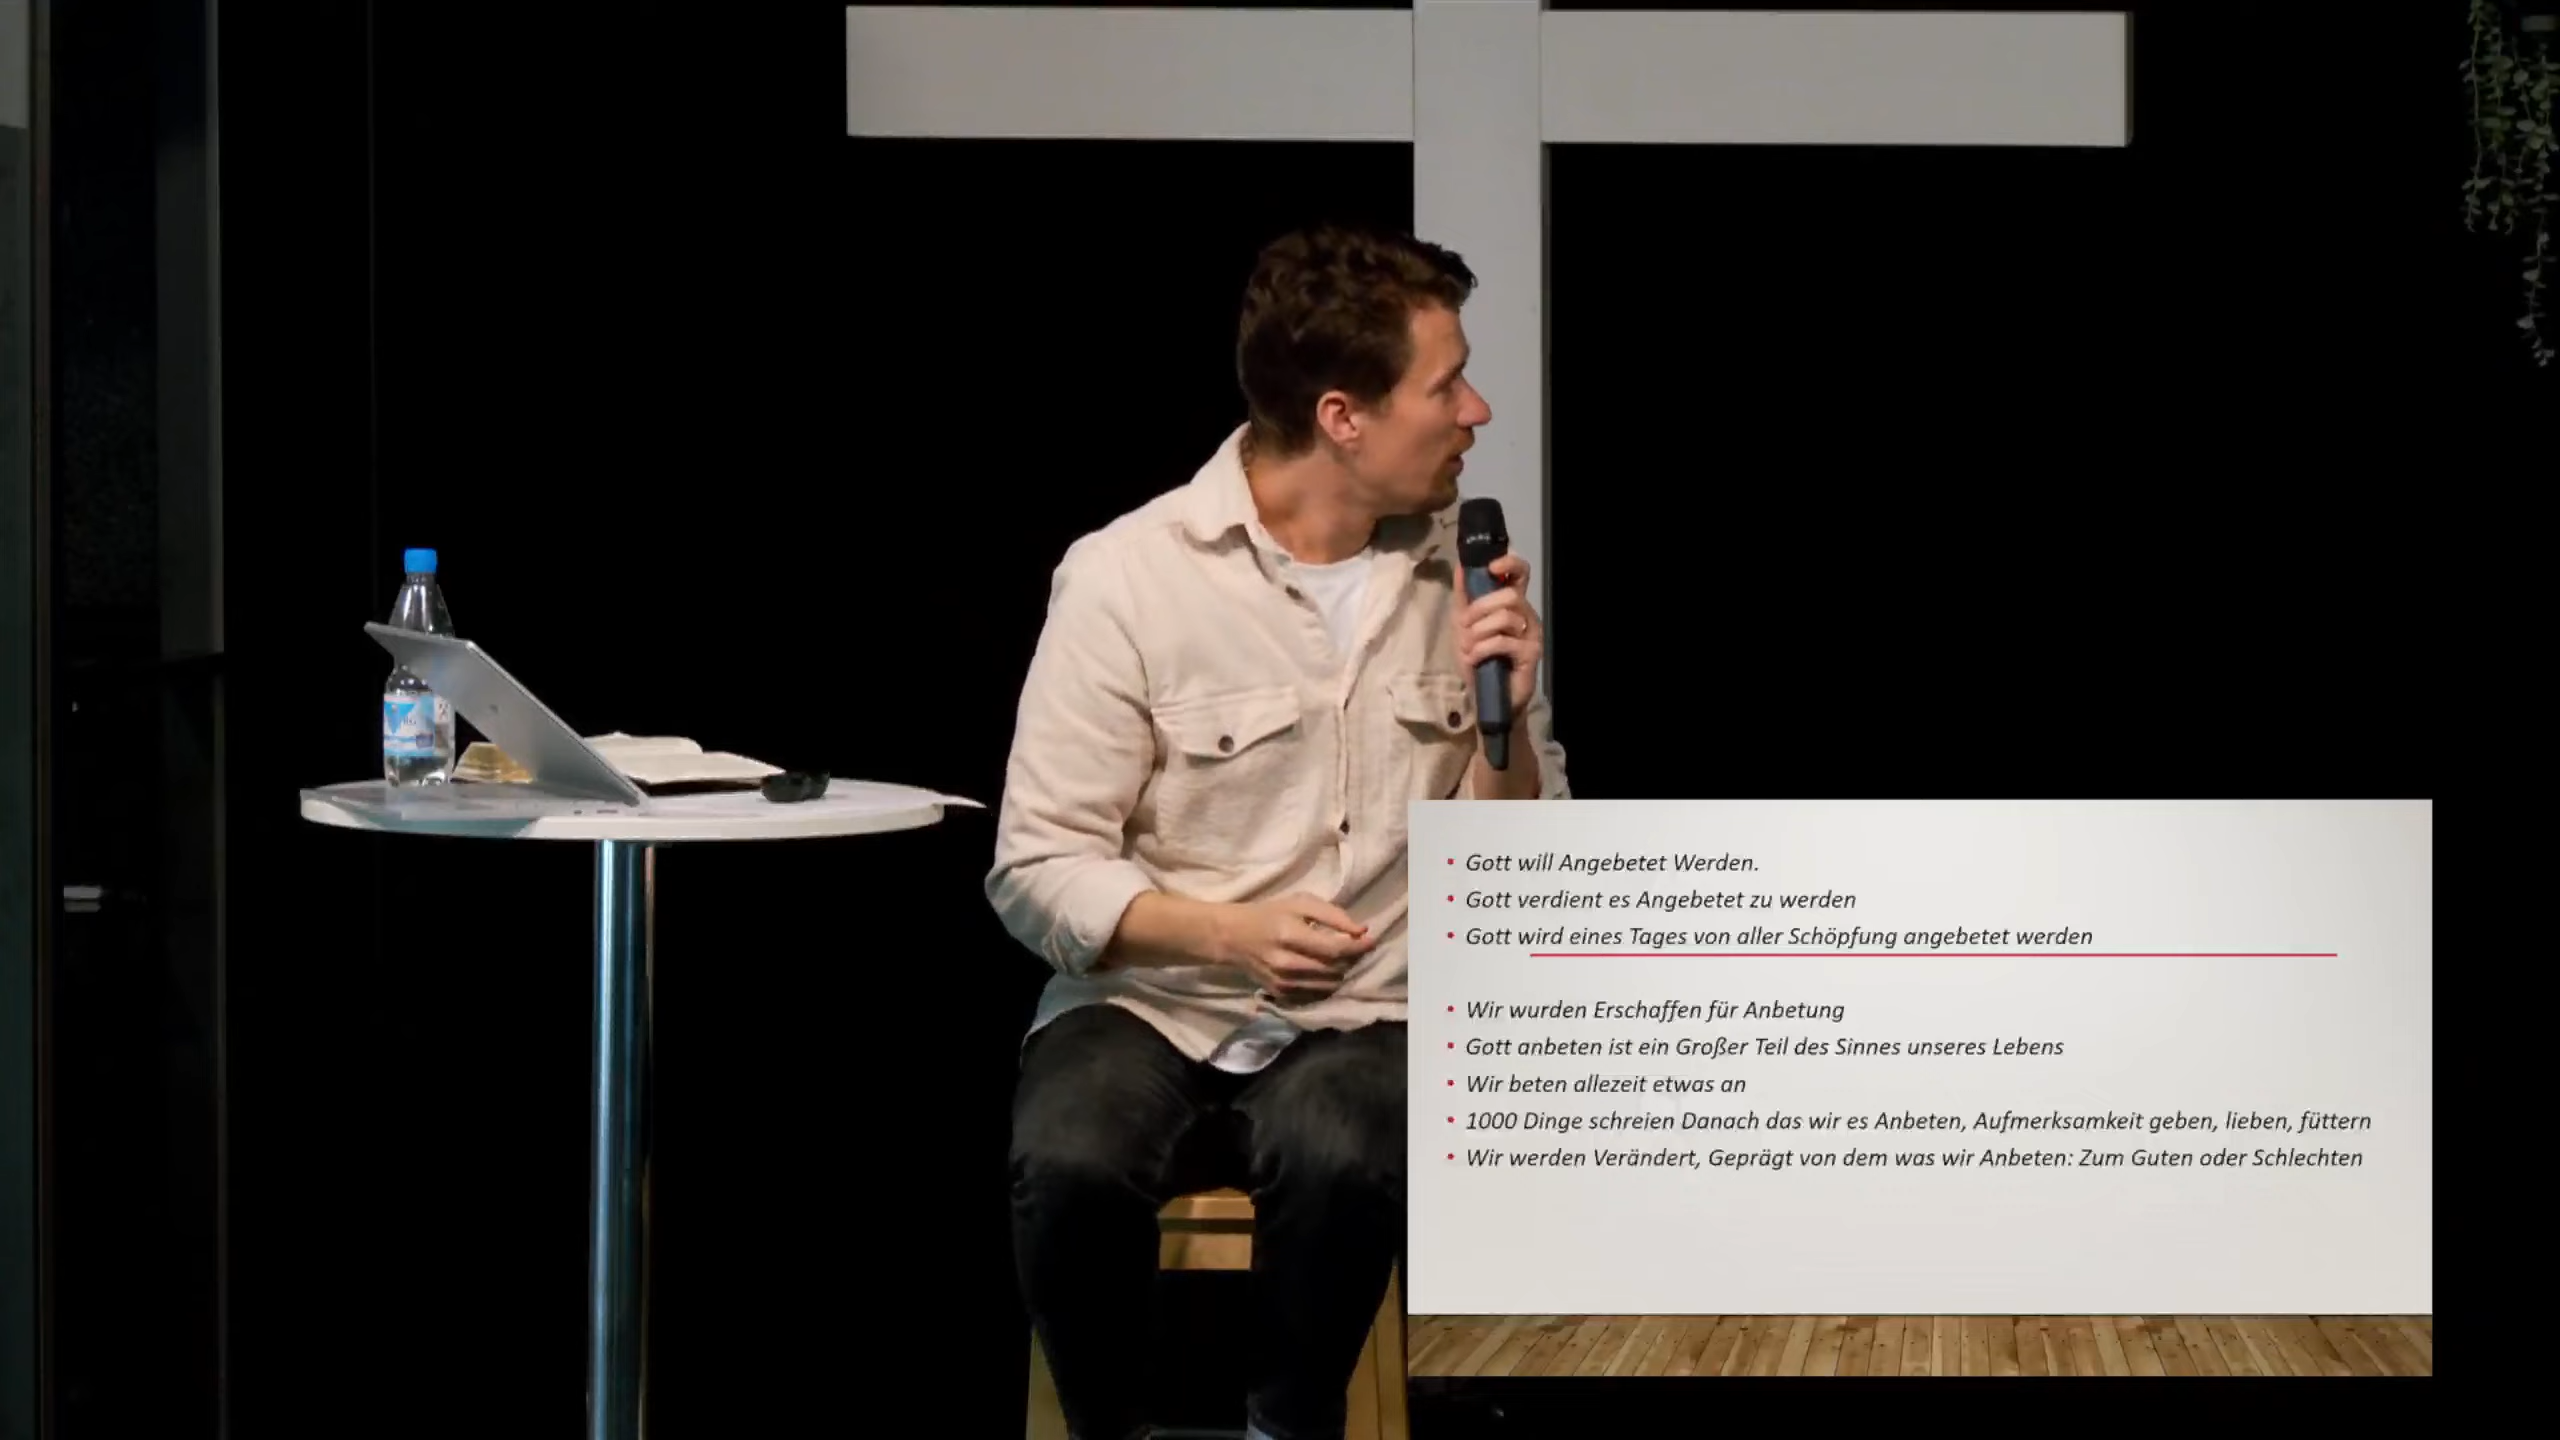 • Gott will Angebetet Werden.
• Gott verdient es Angebetet zu werden
• Gott wird eines Tages von aller Schöpfung angebetet werden
• Wir wurden Erschaffen für Anbetung
• Gott anbeten ist ein Großer Teil des Sinnes unseres Lebens
• Wir beten allezeit etwas an
• 1000 Dinge schreien Danach das wir es Anbeten, Aufmerksamkeit geben, lieben, füttern
• Wir werden Verändert, Geprägt von dem was wir Anbeten: Zum Guten oder Schlechten